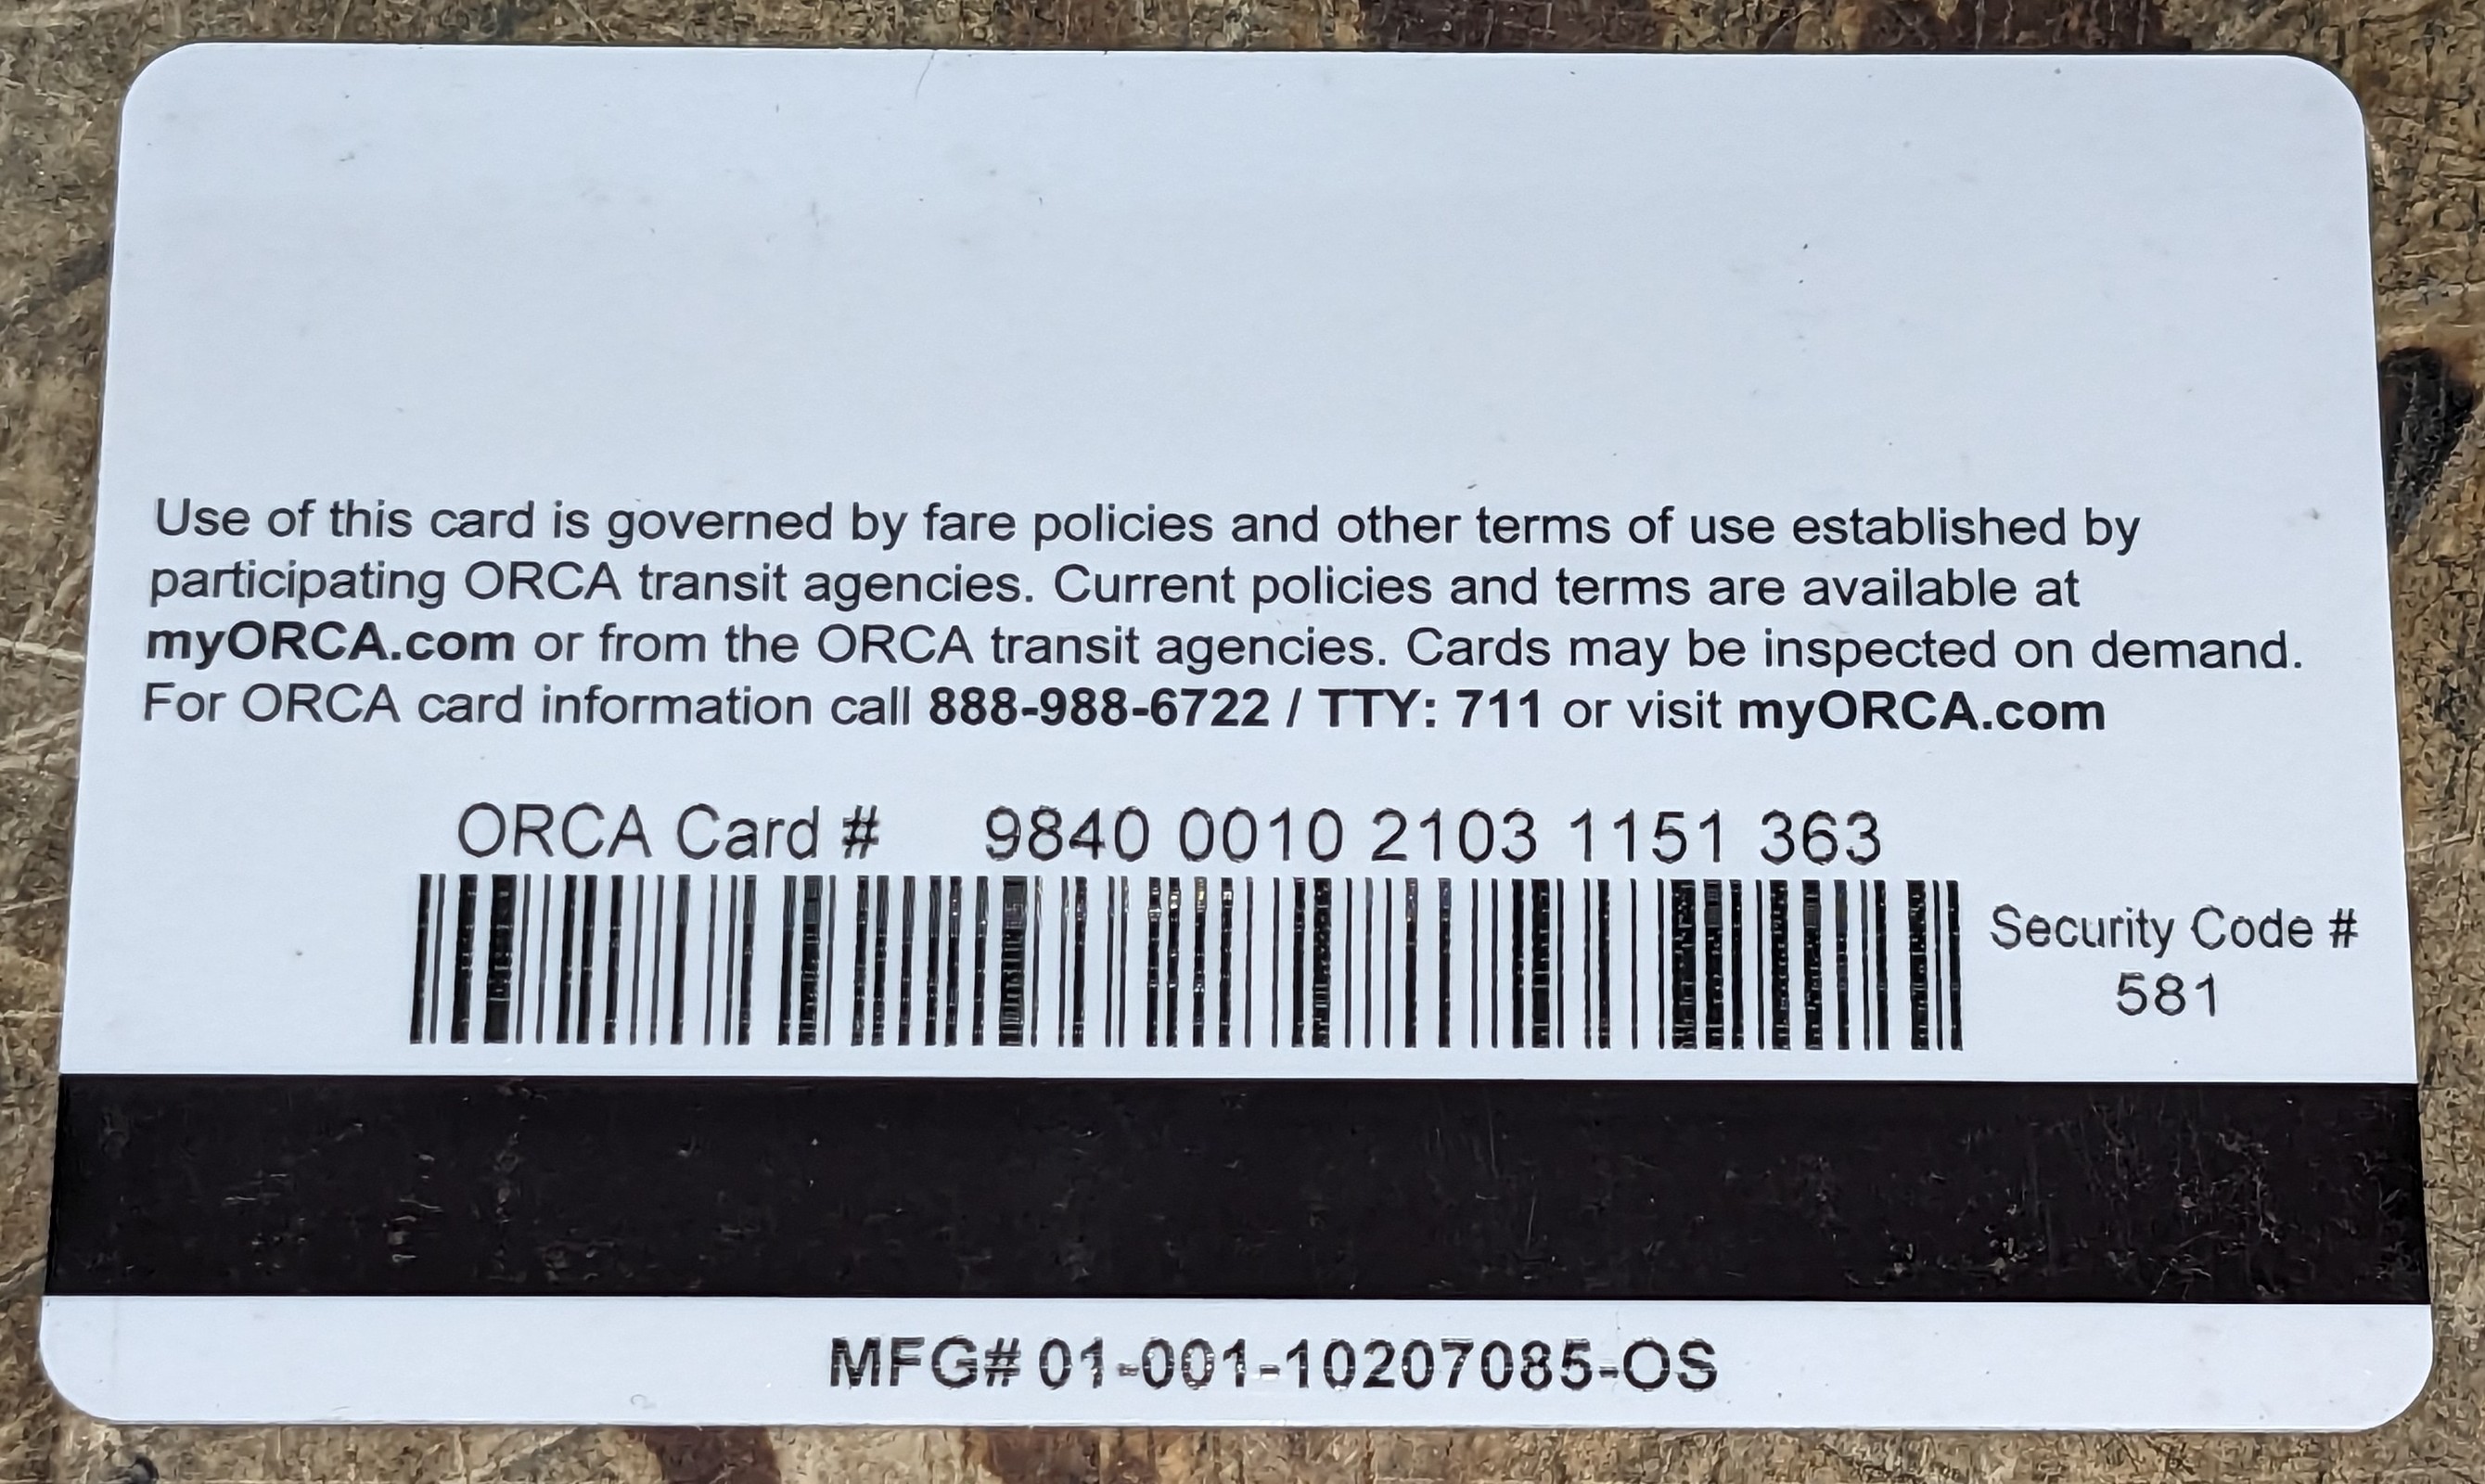 Use of this card is governed by fare policies and other terms of use established by
participating ORCA transit agencies. Current policies and terms are available at
myORCA.com or from the ORCA transit agencies. Cards may be inspected on demand.
For ORCA card information call 888-988-6722 / TTY: 711 or visit myORCA.com
ORCA Card # 9840 0010 2103 1151 363
Security Code #
581
MFG# 01-001-10207085-OS